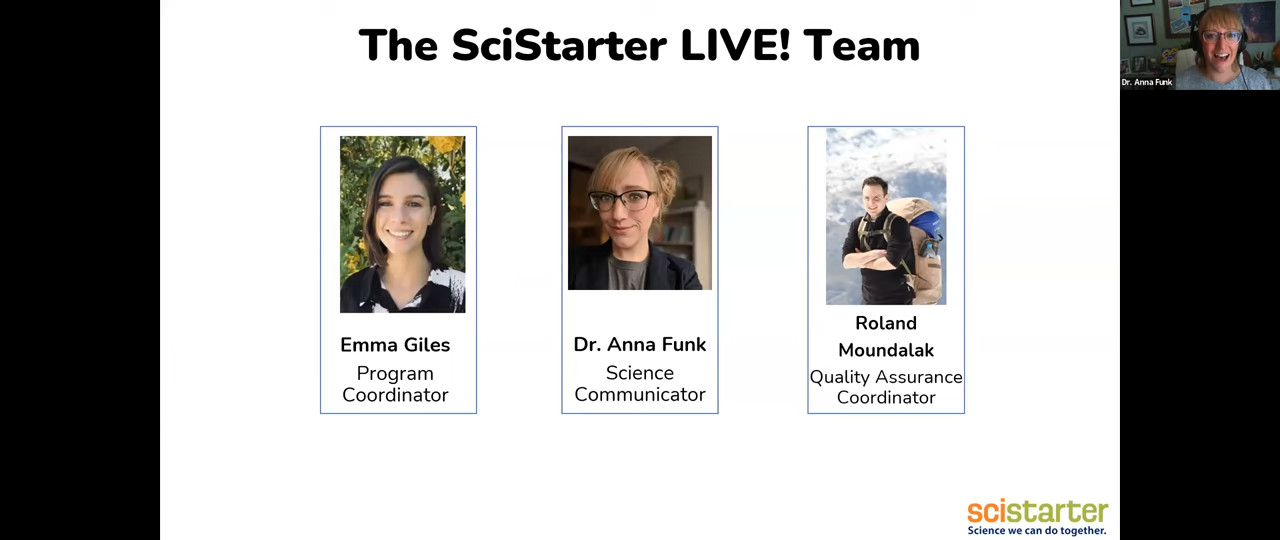 The SciStarter LIVE! Team
Dr. Anna Funk
Emma Giles
Program
Coordinator
Dr. Anna Funk
Science
Communicator
Roland
Moundalak
Quality Assurance
Coordinator
scistarter
Science we can do together.